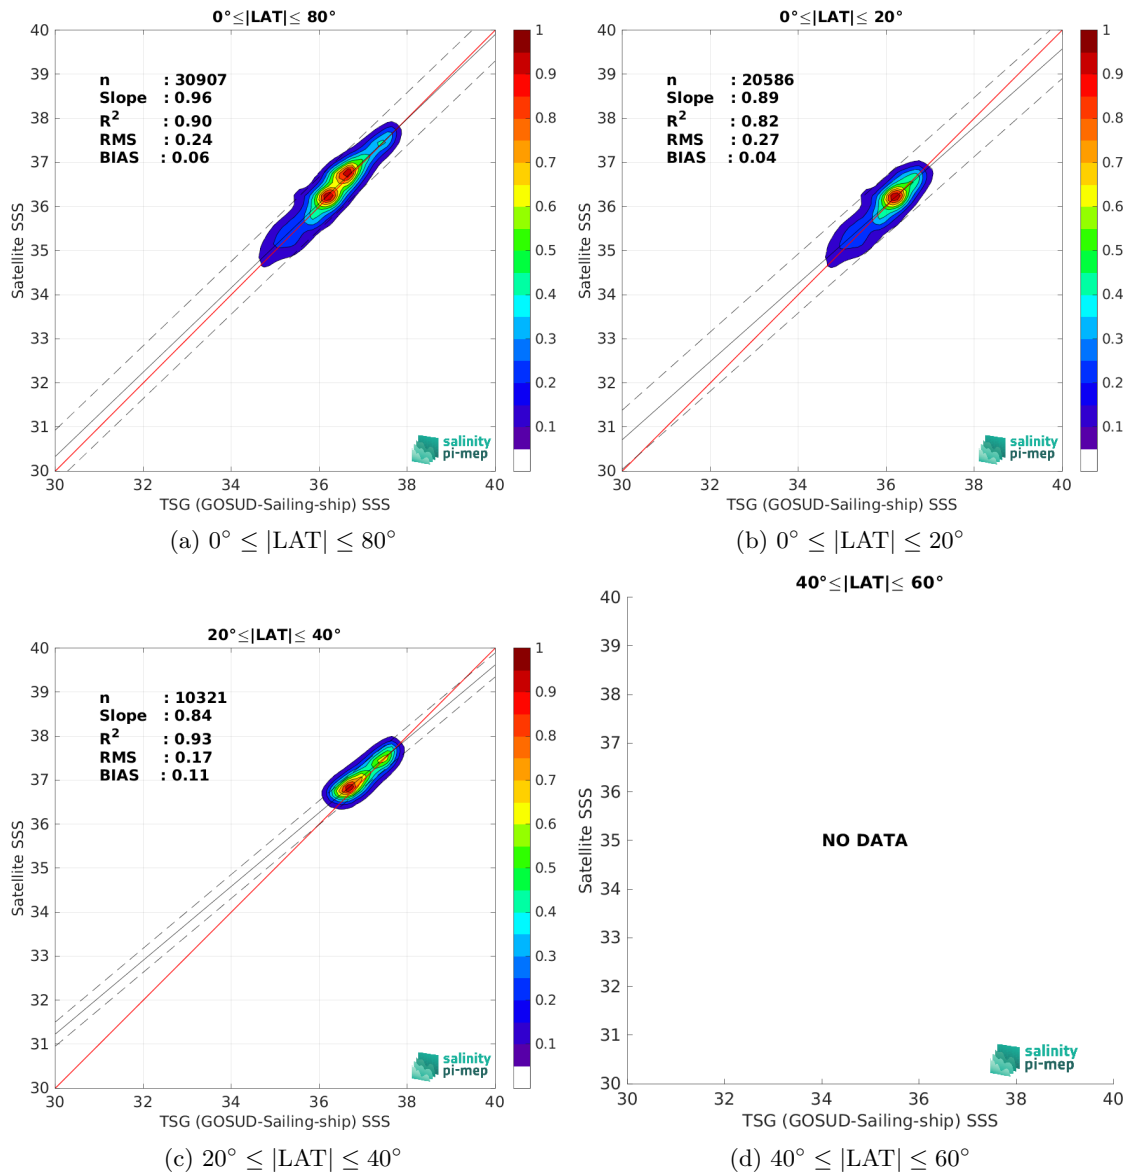 0°≤|LAT|≤ 80°
40
39
38
37
36
35
34
33
32
31
30
30 32 34 36 38 40
Satellite SSS
TSG (GOSUD-Sailing-ship) SSS
n : 30907
Slope : 0.96
R2 : 0.90
RMS : 0.24
BIAS : 0.06
1
0.9
0.8
0.7
0.6
0.5
0.4
0.3
0.2
0.1
salinity
pi-mep
(a) 0° ≤ |LAT| ≤ 80°
0°≤|LAT|≤ 20°
40
39
38
37
36
35
34
33
32
31
30
30 32 34 36 38 40
Satellite SSS
TSG (GOSUD-Sailing-ship) SSS
n : 20586
Slope : 0.89
R2 : 0.82
RMS : 0.27
BIAS : 0.04
1
0.9
0.8
0.7
0.6
0.5
0.4
0.3
0.2
0.1
salinity
pi-mep
(b) 0° ≤ |LAT| ≤ 20°
20°≤|LAT|≤ 40°
40
39
38
37
36
35
34
33
32
31
30
30 32 34 36 38 40
Satellite SSS
TSG (GOSUD-Sailing-ship) SSS
n : 10321
Slope : 0.84
R2 : 0.93
RMS : 0.17
BIAS : 0.11
1
0.9
0.8
0.7
0.6
0.5
0.4
0.3
0.2
0.1
salinity
pi-mep
(c) 20° ≤ |LAT| ≤ 40°
40°≤|LAT|≤ 60°
40
39
38
37
36
35
34
33
32
31
30
30 32 34 36 38 40
Satellite SSS
TSG (GOSUD-Sailing-ship) SSS
NO DATA
salinity
pi-mep
(d) 40° ≤ |LAT| ≤ 60°